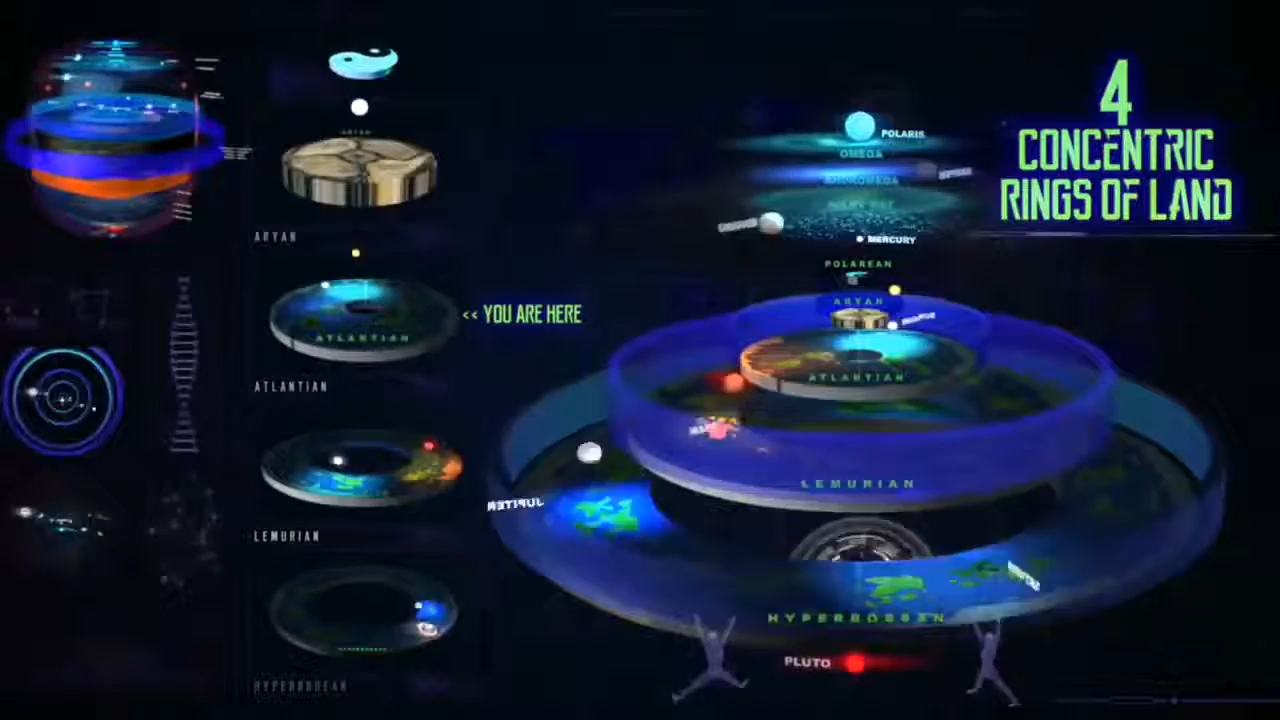 4
CONCENTRIC
RINGS OF LAND
ARYAN
ARYAN
ATLANTIAN
ATLANTIAN
<< YOU ARE HERE
LEMURIAN
HYPERBOREAN
POLARIS
OMEGA
ANDROMEDA
MERCURY
POLAREAN
ARYAN
ATLANTIAN
LEMURIAN
HYPERBOREAN
PLUTO